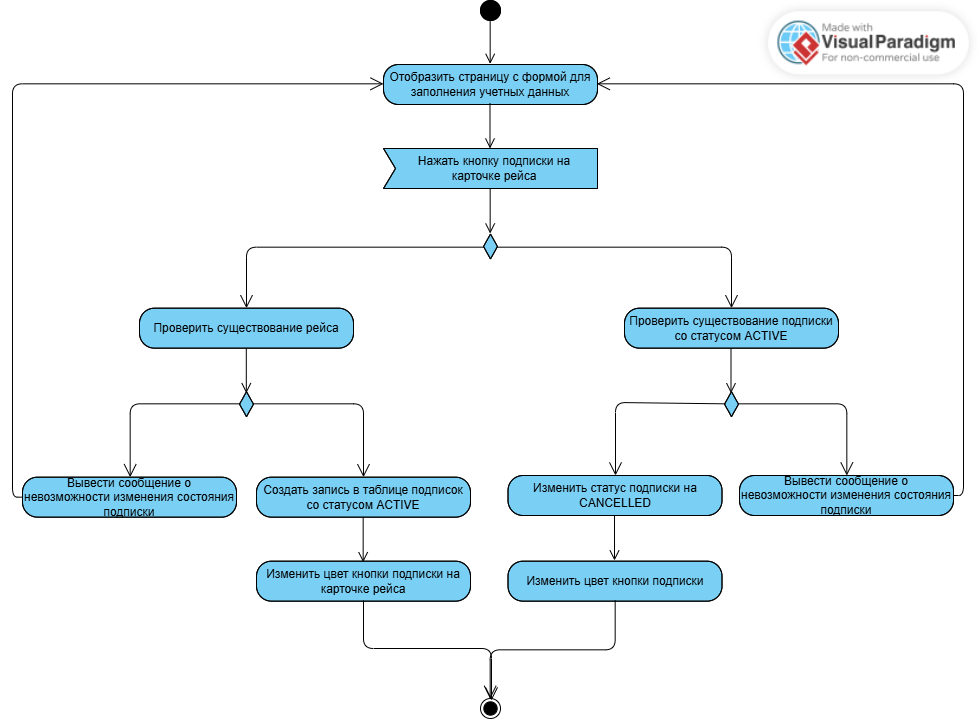 Made with
Visual Paradigm
For non-commercial use
Отобразить страницу с формой для
заполнения учетных данных
Нажать кнопку подписки на
карточке рейса
Проверить существование рейса
Проверить существование подписки
со статусом ACTIVE
Вывести сообщение о
невозможности изменения состояния
подписки
Создать запись в таблице подписок
со статусом ACTIVE
Изменить статус подписки на
CANCELLED
Вывести сообщение о
невозможности изменения состояния
подписки
Изменить цвет кнопки подписки на
карточке рейса
Изменить цвет кнопки подписки